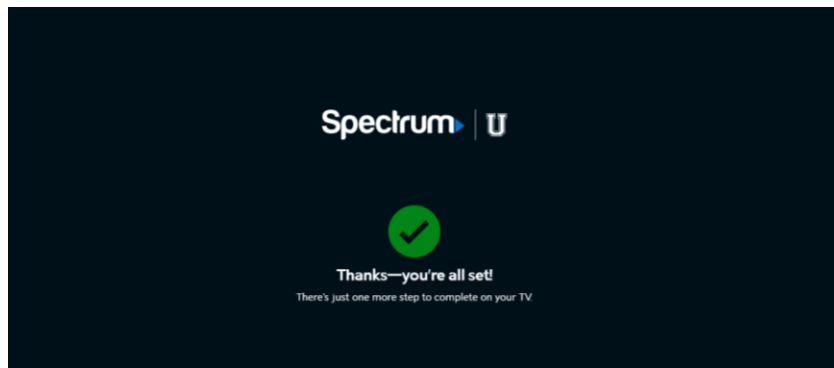 Spectrum U
Thanks—you're all set!
There's just one more step to complete on your TV.